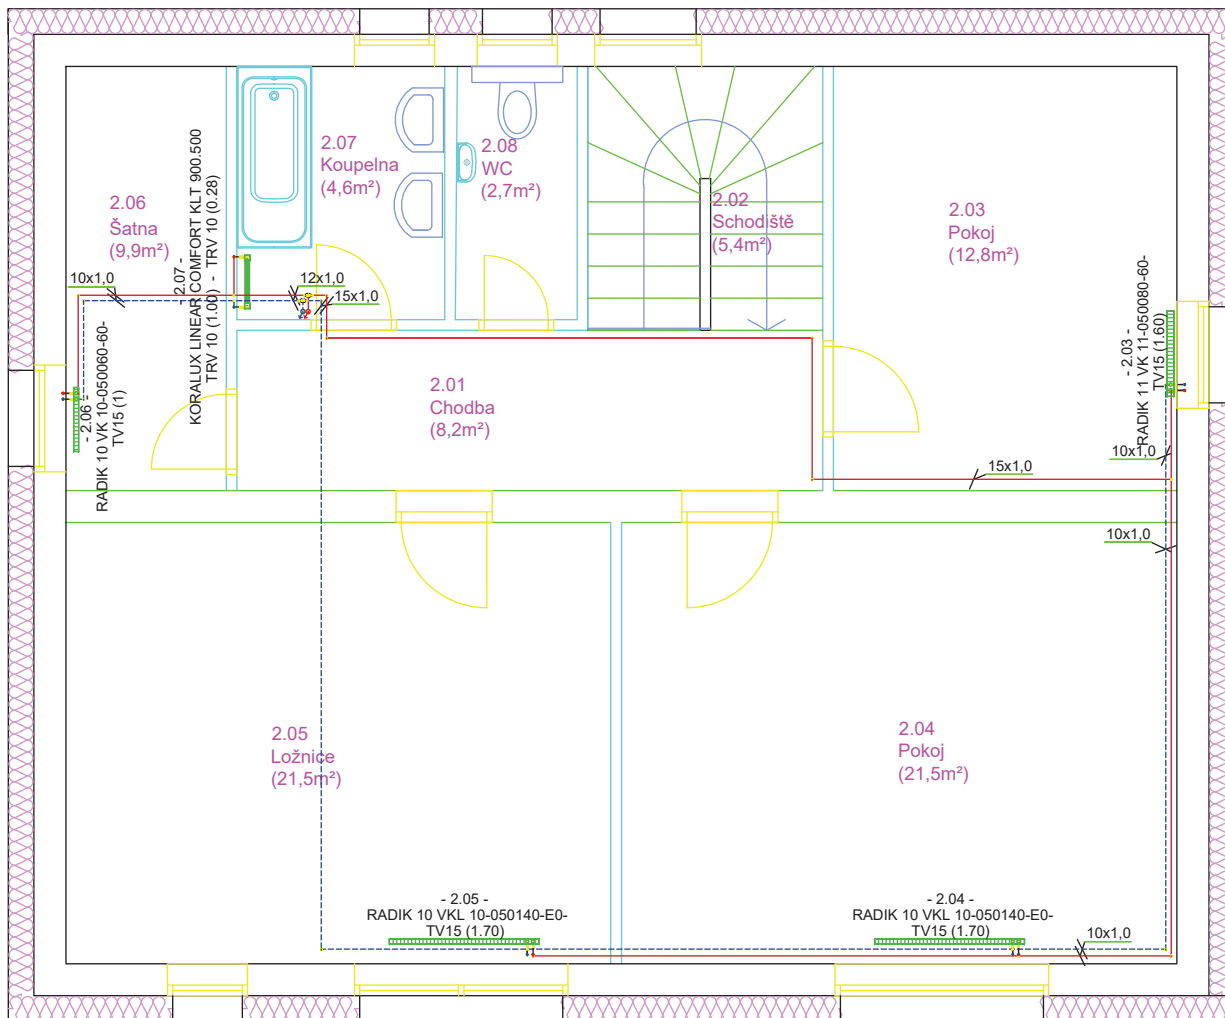 2.07
Koupelna
(4,6m²)
2.08
WC
(2,7m²)
2.06
Šatna
(9,9m²)
2.02
Schodiště
(5,4m²)
2.03
Pokoj
(12,8m²)
- 2.07 -
KORALUX LINEAR COMFORT KLT 900.500
TRV 10 (1.00) - TRV 10 (0.28)
10x1,0
12x1,0
15x1,0
- 2.06 -
RADIK 10 VK 10-050060-60-
TV15 (1)
2.01
Chodba
(8,2m²)
- 2.03 -
RADIK 11 VK 11-050080-60-
TV15 (1.60)
10x1,0
15x1,0
10x1,0
2.05
Ložnice
(21,5m²)
2.04
Pokoj
(21,5m²)
- 2.05 -
RADIK 10 VKL 10-050140-E0-
TV15 (1.70)
- 2.04 -
RADIK 10 VKL 10-050140-E0-
TV15 (1.70)
10x1,0